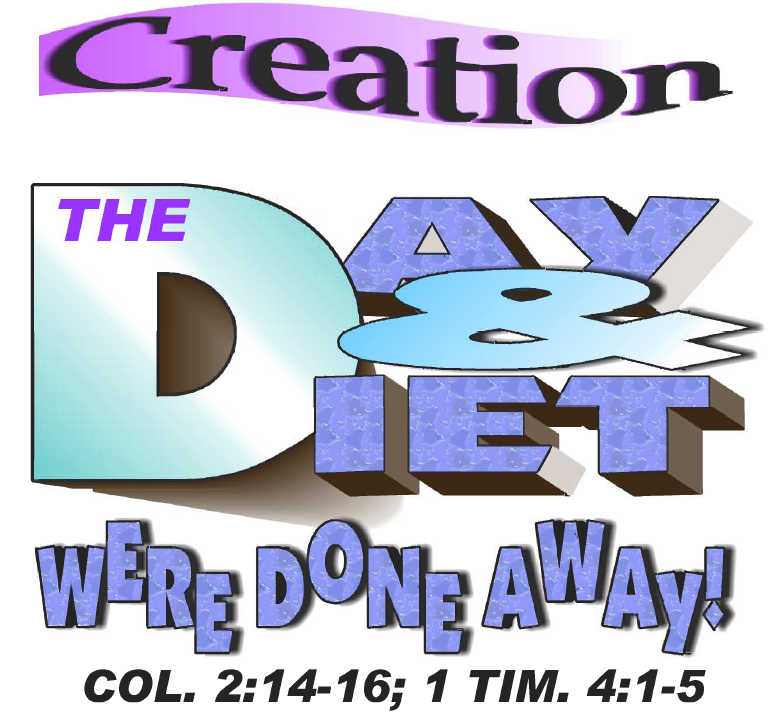 Creation
THE
DAY
&
DIET
WERE DONE AWAY!
COL. 2:14-16; 1 TIM. 4:1-5